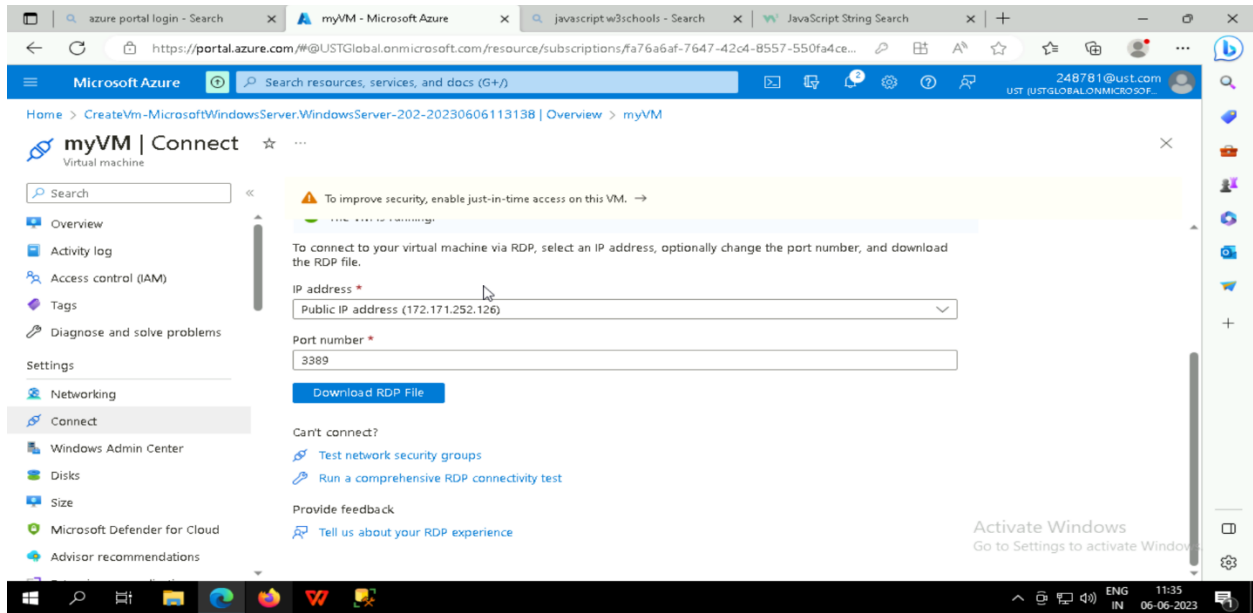 azure portal login - Search
myVM - Microsoft Azure
javascript w3schools - Search
JavaScript String Search
https://portal.azure.com/#@USTGlobal.onmicrosoft.com/resource/subscriptions/fa76a6af-7647-42c4-8557-550fa4ce...
Microsoft Azure
Search resources, services, and docs (G+/)
2
248781@ust.com
UST (USTGLOBAL.ONMICROSOF...
Home > CreateVm-MicrosoftWindowsServer.WindowsServer-202-20230606113138 | Overview > myVM
myVM | Connect
Virtual machine
Search
Overview
Activity log
Access control (IAM)
Tags
Diagnose and solve problems
Settings
Networking
Connect
Windows Admin Center
Disks
Size
Microsoft Defender for Cloud
Advisor recommendations
To improve security, enable just-in-time access on this VM. →
The VM is running!
To connect to your virtual machine via RDP, select an IP address, optionally change the port number, and download
the RDP file.
IP address *
Public IP address (172.171.252.126)
Port number *
3389
Download RDP File
Can't connect?
Test network security groups
Run a comprehensive RDP connectivity test
Provide feedback
Tell us about your RDP experience
Activate Windows
Go to Settings to activate Windows
ENG
IN
11:35
06-06-2023
1